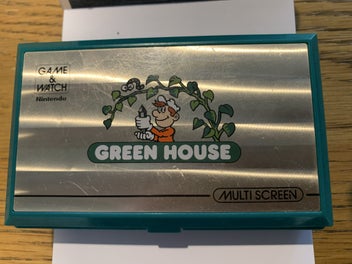 GAME
& WATCH
Nintendo
GREEN HOUSE
MULTI SCREEN